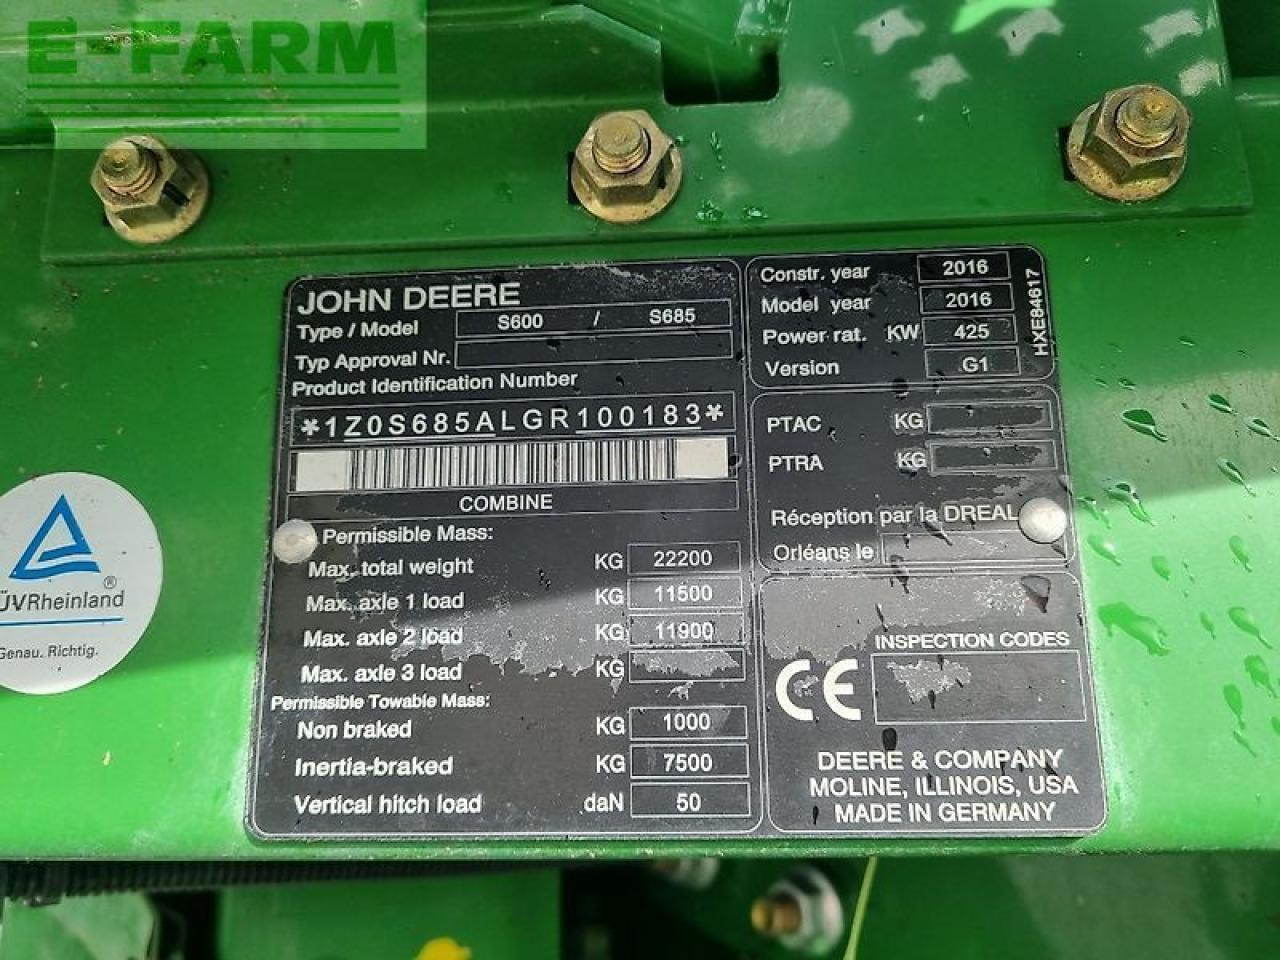 E-FARM
JOHN DEERE
Type / Model S600 / S685
Typ Approval Nr.
Product Identification Number
*1Z0S685ALGR100183*
COMBINE
Permissible Mass:
Max. total weight KG 22200
Max. axle 1 load KG 11500
Max. axle 2 load KG 11900
Max. axle 3 load KG
Permissible Towable Mass:
Non braked KG 1000
Inertia-braked KG 7500
Vertical hitch load daN 50
Constr. year 2016
Model year 2016
Power rat. KW 425
Version G1
HXE84617
PTAC KG
PTRA KG
Réception par la DREAL
Orléans le
INSPECTION CODES
CE
DEERE & COMPANY
MOLINE, ILLINOIS, USA
MADE IN GERMANY
ÜVRheinland
®
Genau. Richtig.